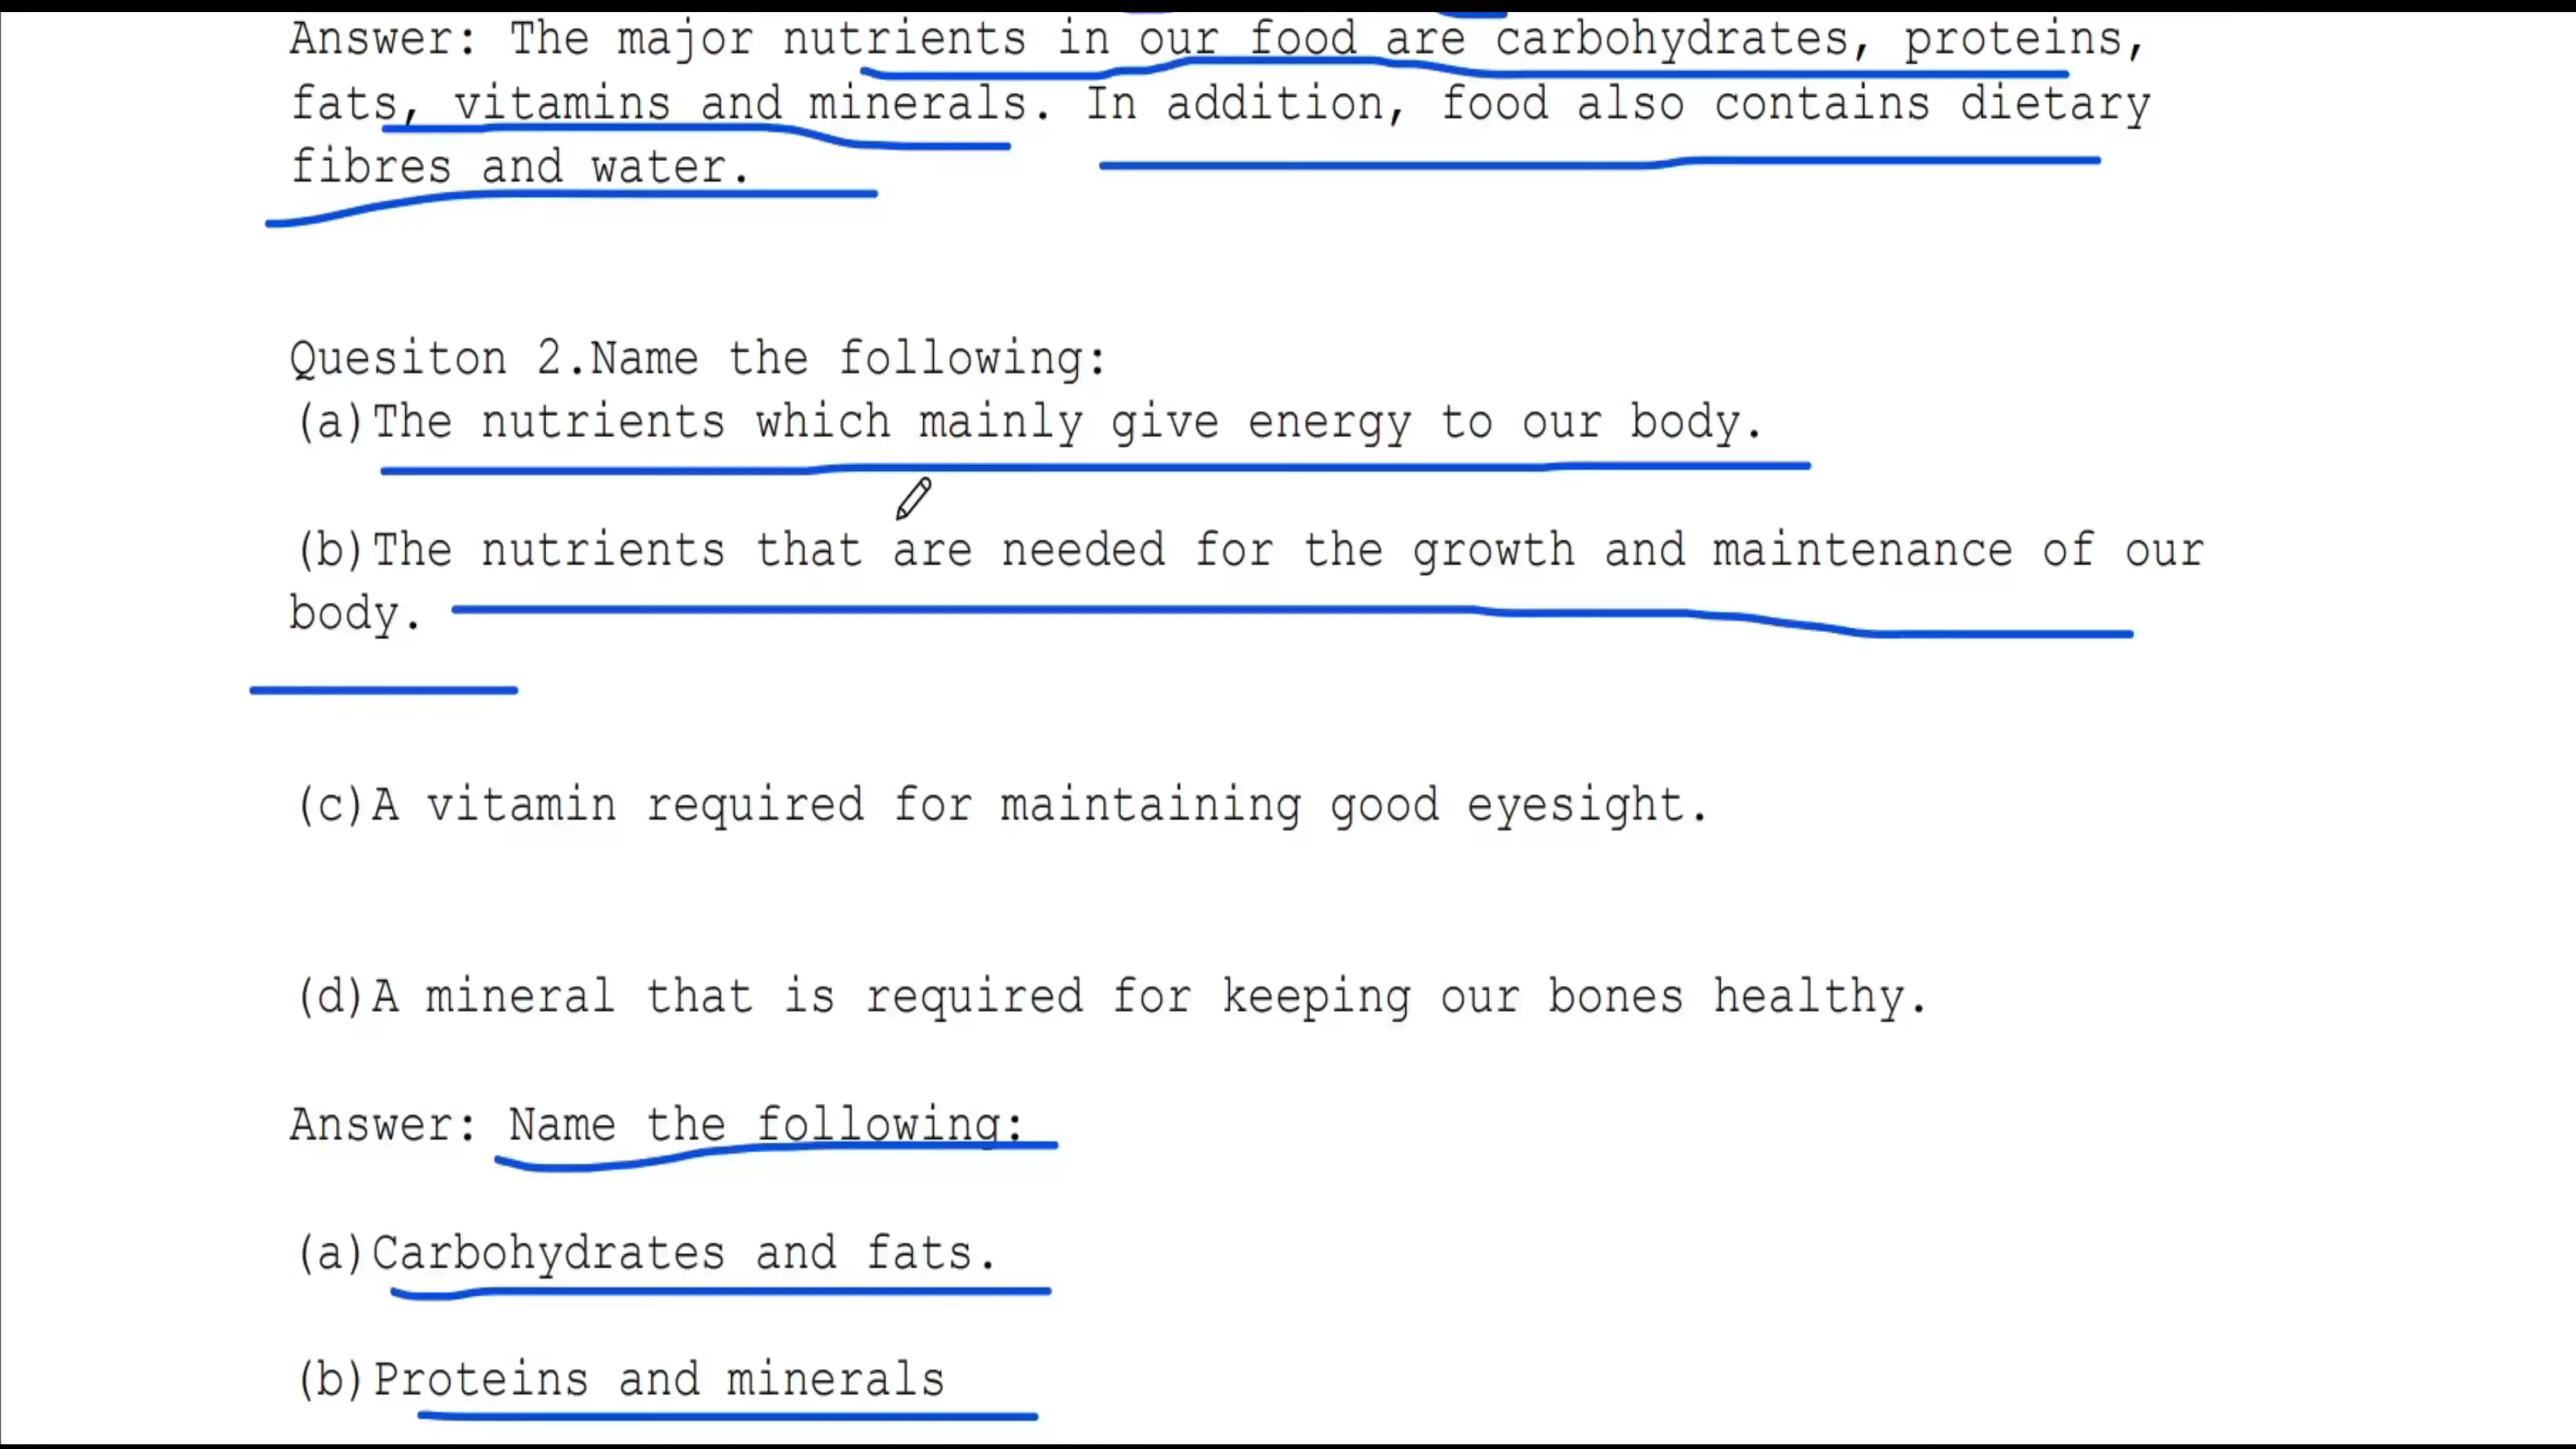 Answer: The major nutrients in our food are carbohydrates, proteins,
fats, vitamins and minerals. In addition, food also contains dietary
fibres and water.
Quesiton 2.Name the following:
(a)The nutrients which mainly give energy to our body.
(b)The nutrients that are needed for the growth and maintenance of our
body.
(c)A vitamin required for maintaining good eyesight.
(d)A mineral that is required for keeping our bones healthy.
Answer: Name the following:
(a)Carbohydrates and fats.
(b)Proteins and minerals